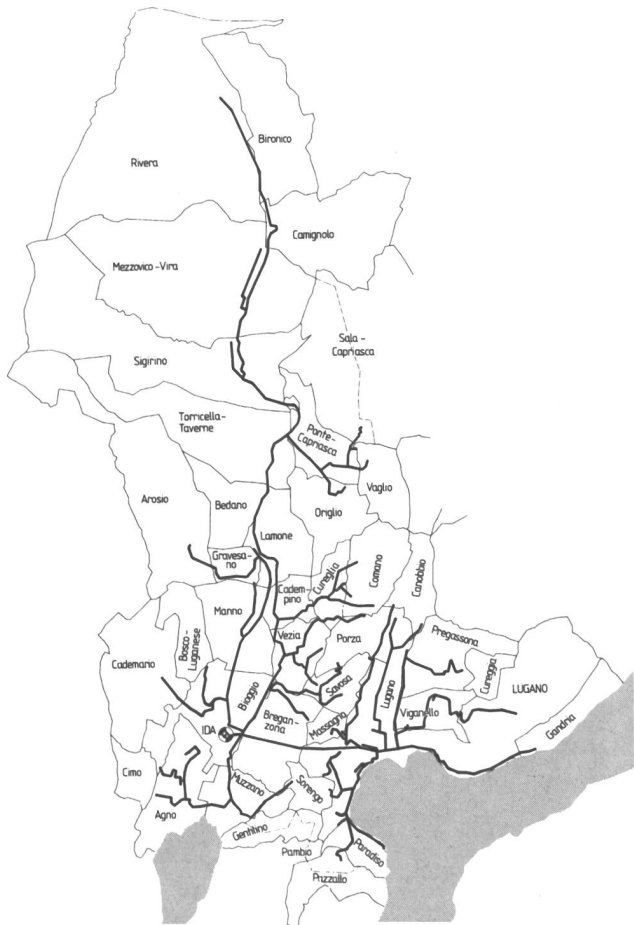 Bironico
Rivera
Camignolo
Mezzovico-Vira
Sala-
Capriasca
Sigirino
Torricella-
Taverne
Ponte-
Capriasca
Vaglio
Arosio
Bedano
Origlio
Lamone
Gravesa-
no
Cureglia
Comano
Canobbio
Cadem-
pino
Manno
Vezia
Porza
Pregassona
Bosco-
Luganese
Cademario
Cureggia
LUGANO
Bioggio
Savosa
Lugano
Viganello
Gandria
Bregan-
zona
Massagno
IDA
Cimo
Muzzano
Sorengo
Agno
Gentilino
Pambio
Paradiso
Pazzallo